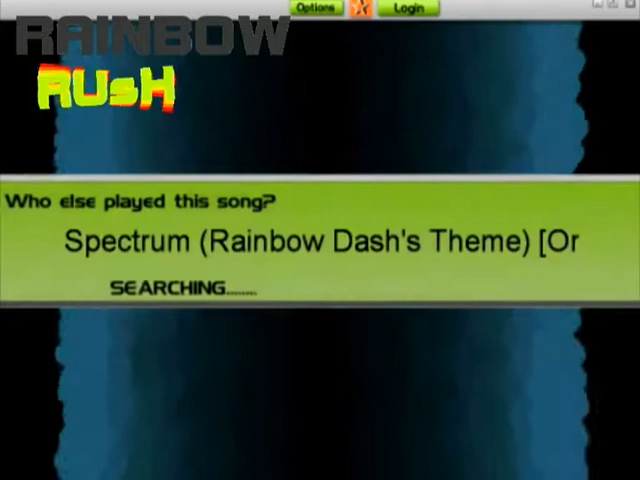 Options
Login
RAINBOW
RUsH
Who else played this song?
Spectrum (Rainbow Dash's Theme) [Or
SEARCHING.......